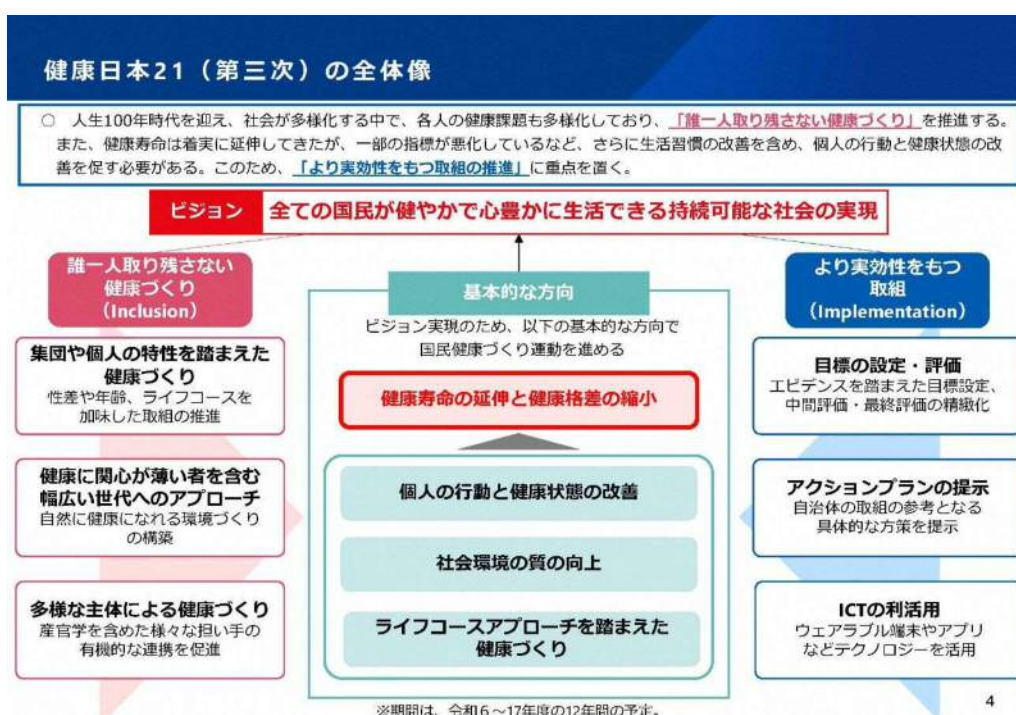 健康日本21（第三次）の全体像
○　人生100年時代を迎え、社会が多様化する中で、各人の健康課題も多様化しており、「誰一人取り残さない健康づくり」を推進する。
また、健康寿命は着実に延伸してきたが、一部の指標が悪化しているなど、さらに生活習慣の改善を含め、個人の行動と健康状態の改
善を促す必要がある。このため、「より実効性をもつ取組の推進」に重点を置く。
ビジョン　全ての国民が健やかで心豊かに生活できる持続可能な社会の実現
誰一人取り残さない
健康づくり
（Inclusion）
集団や個人の特性を踏まえた
健康づくり
性差や年齢、ライフコースを
加味した取組の推進
健康に関心が薄い者を含む
幅広い世代へのアプローチ
自然に健康になれる環境づくり
の構築
多様な主体による健康づくり
産官学を含めた様々な担い手の
有機的な連携を促進
基本的な方向
ビジョン実現のため、以下の基本的な方向で
国民健康づくり運動を進める
健康寿命の延伸と健康格差の縮小
個人の行動と健康状態の改善
社会環境の質の向上
ライフコースアプローチを踏まえた
健康づくり
※期間は、令和６～17年度の12年間の予定。
より実効性をもつ
取組
（Implementation）
目標の設定・評価
エビデンスを踏まえた目標設定、
中間評価・最終評価の精緻化
アクションプランの提示
自治体の取組の参考となる
具体的な方策を提示
ICTの利活用
ウェアラブル端末やアプリ
などテクノロジーを活用
4